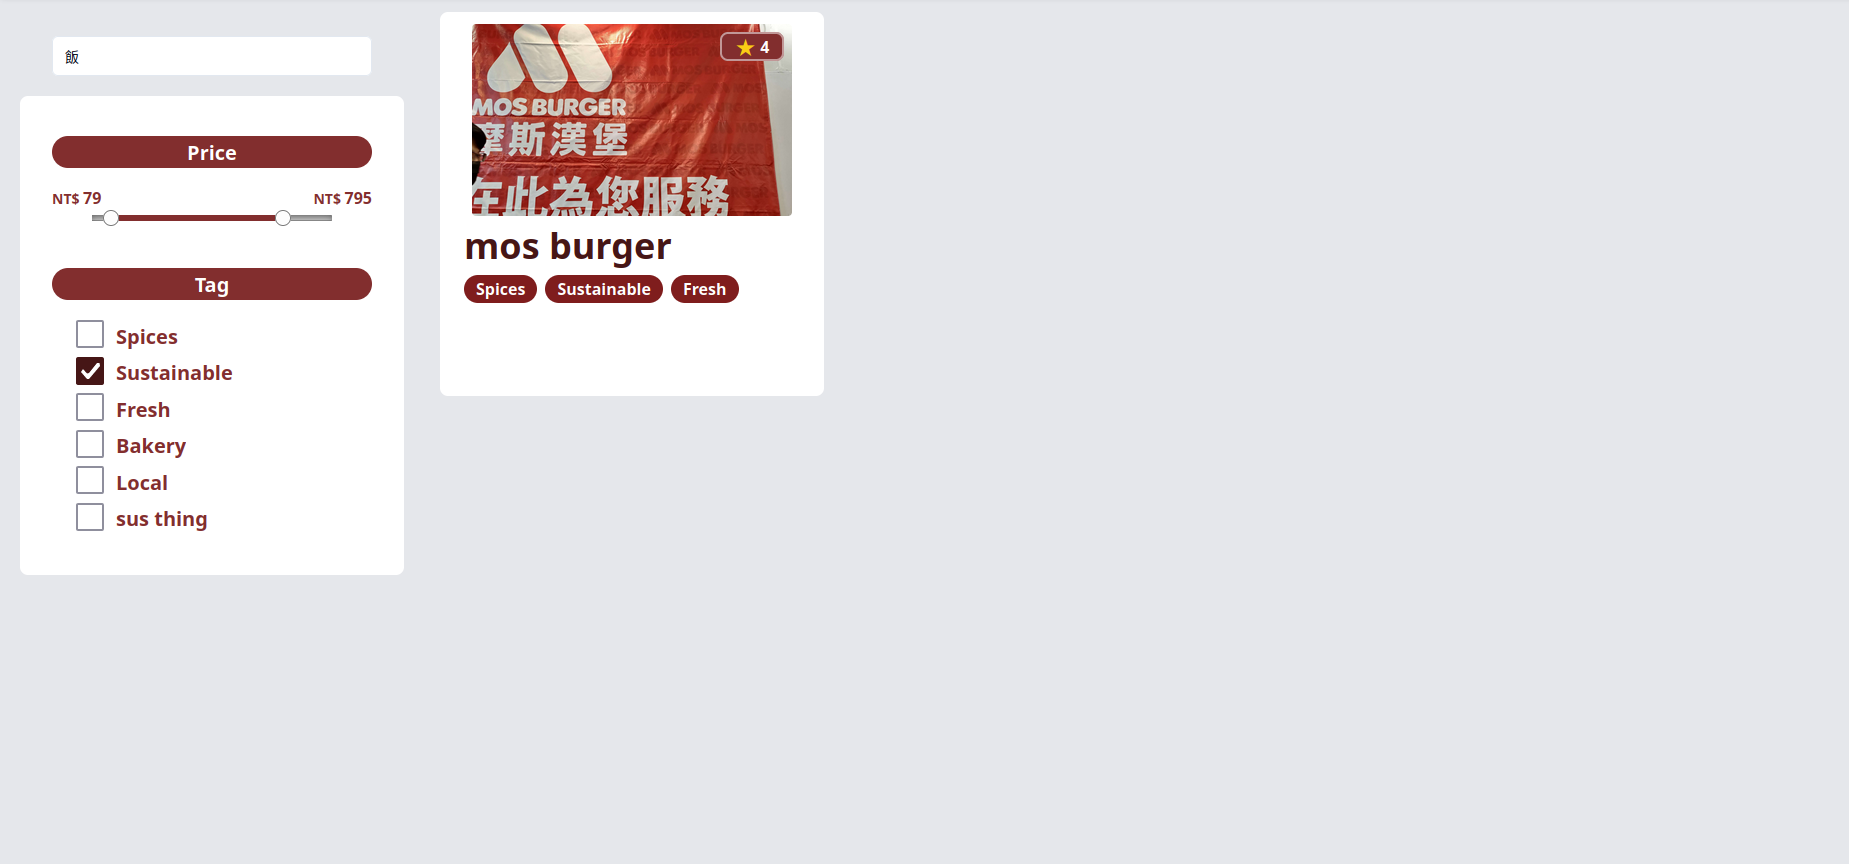 飯
Price
NT$ 79
NT$ 795
Tag
Spices
Sustainable
Fresh
Bakery
Local
sus thing
4
MOS BURGER
摩斯漢堡
在此為您服務
mos burger
Spices
Sustainable
Fresh